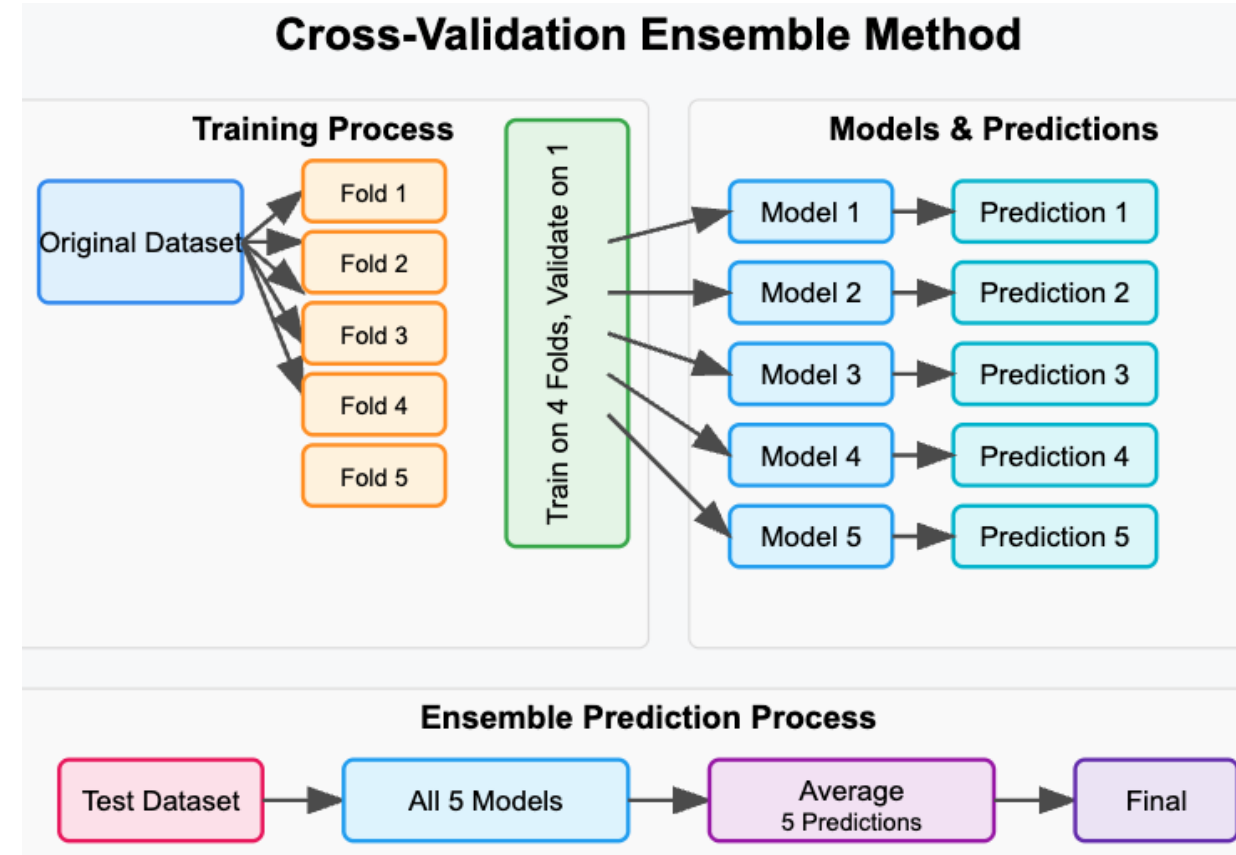 Cross-Validation Ensemble Method
Training Process
Original Dataset
Fold 1
Fold 2
Fold 3
Fold 4
Fold 5
Train on 4 Folds, Validate on 1
Models & Predictions
Model 1
Prediction 1
Model 2
Prediction 2
Model 3
Prediction 3
Model 4
Prediction 4
Model 5
Prediction 5
Ensemble Prediction Process
Test Dataset
All 5 Models
Average
5 Predictions
Final